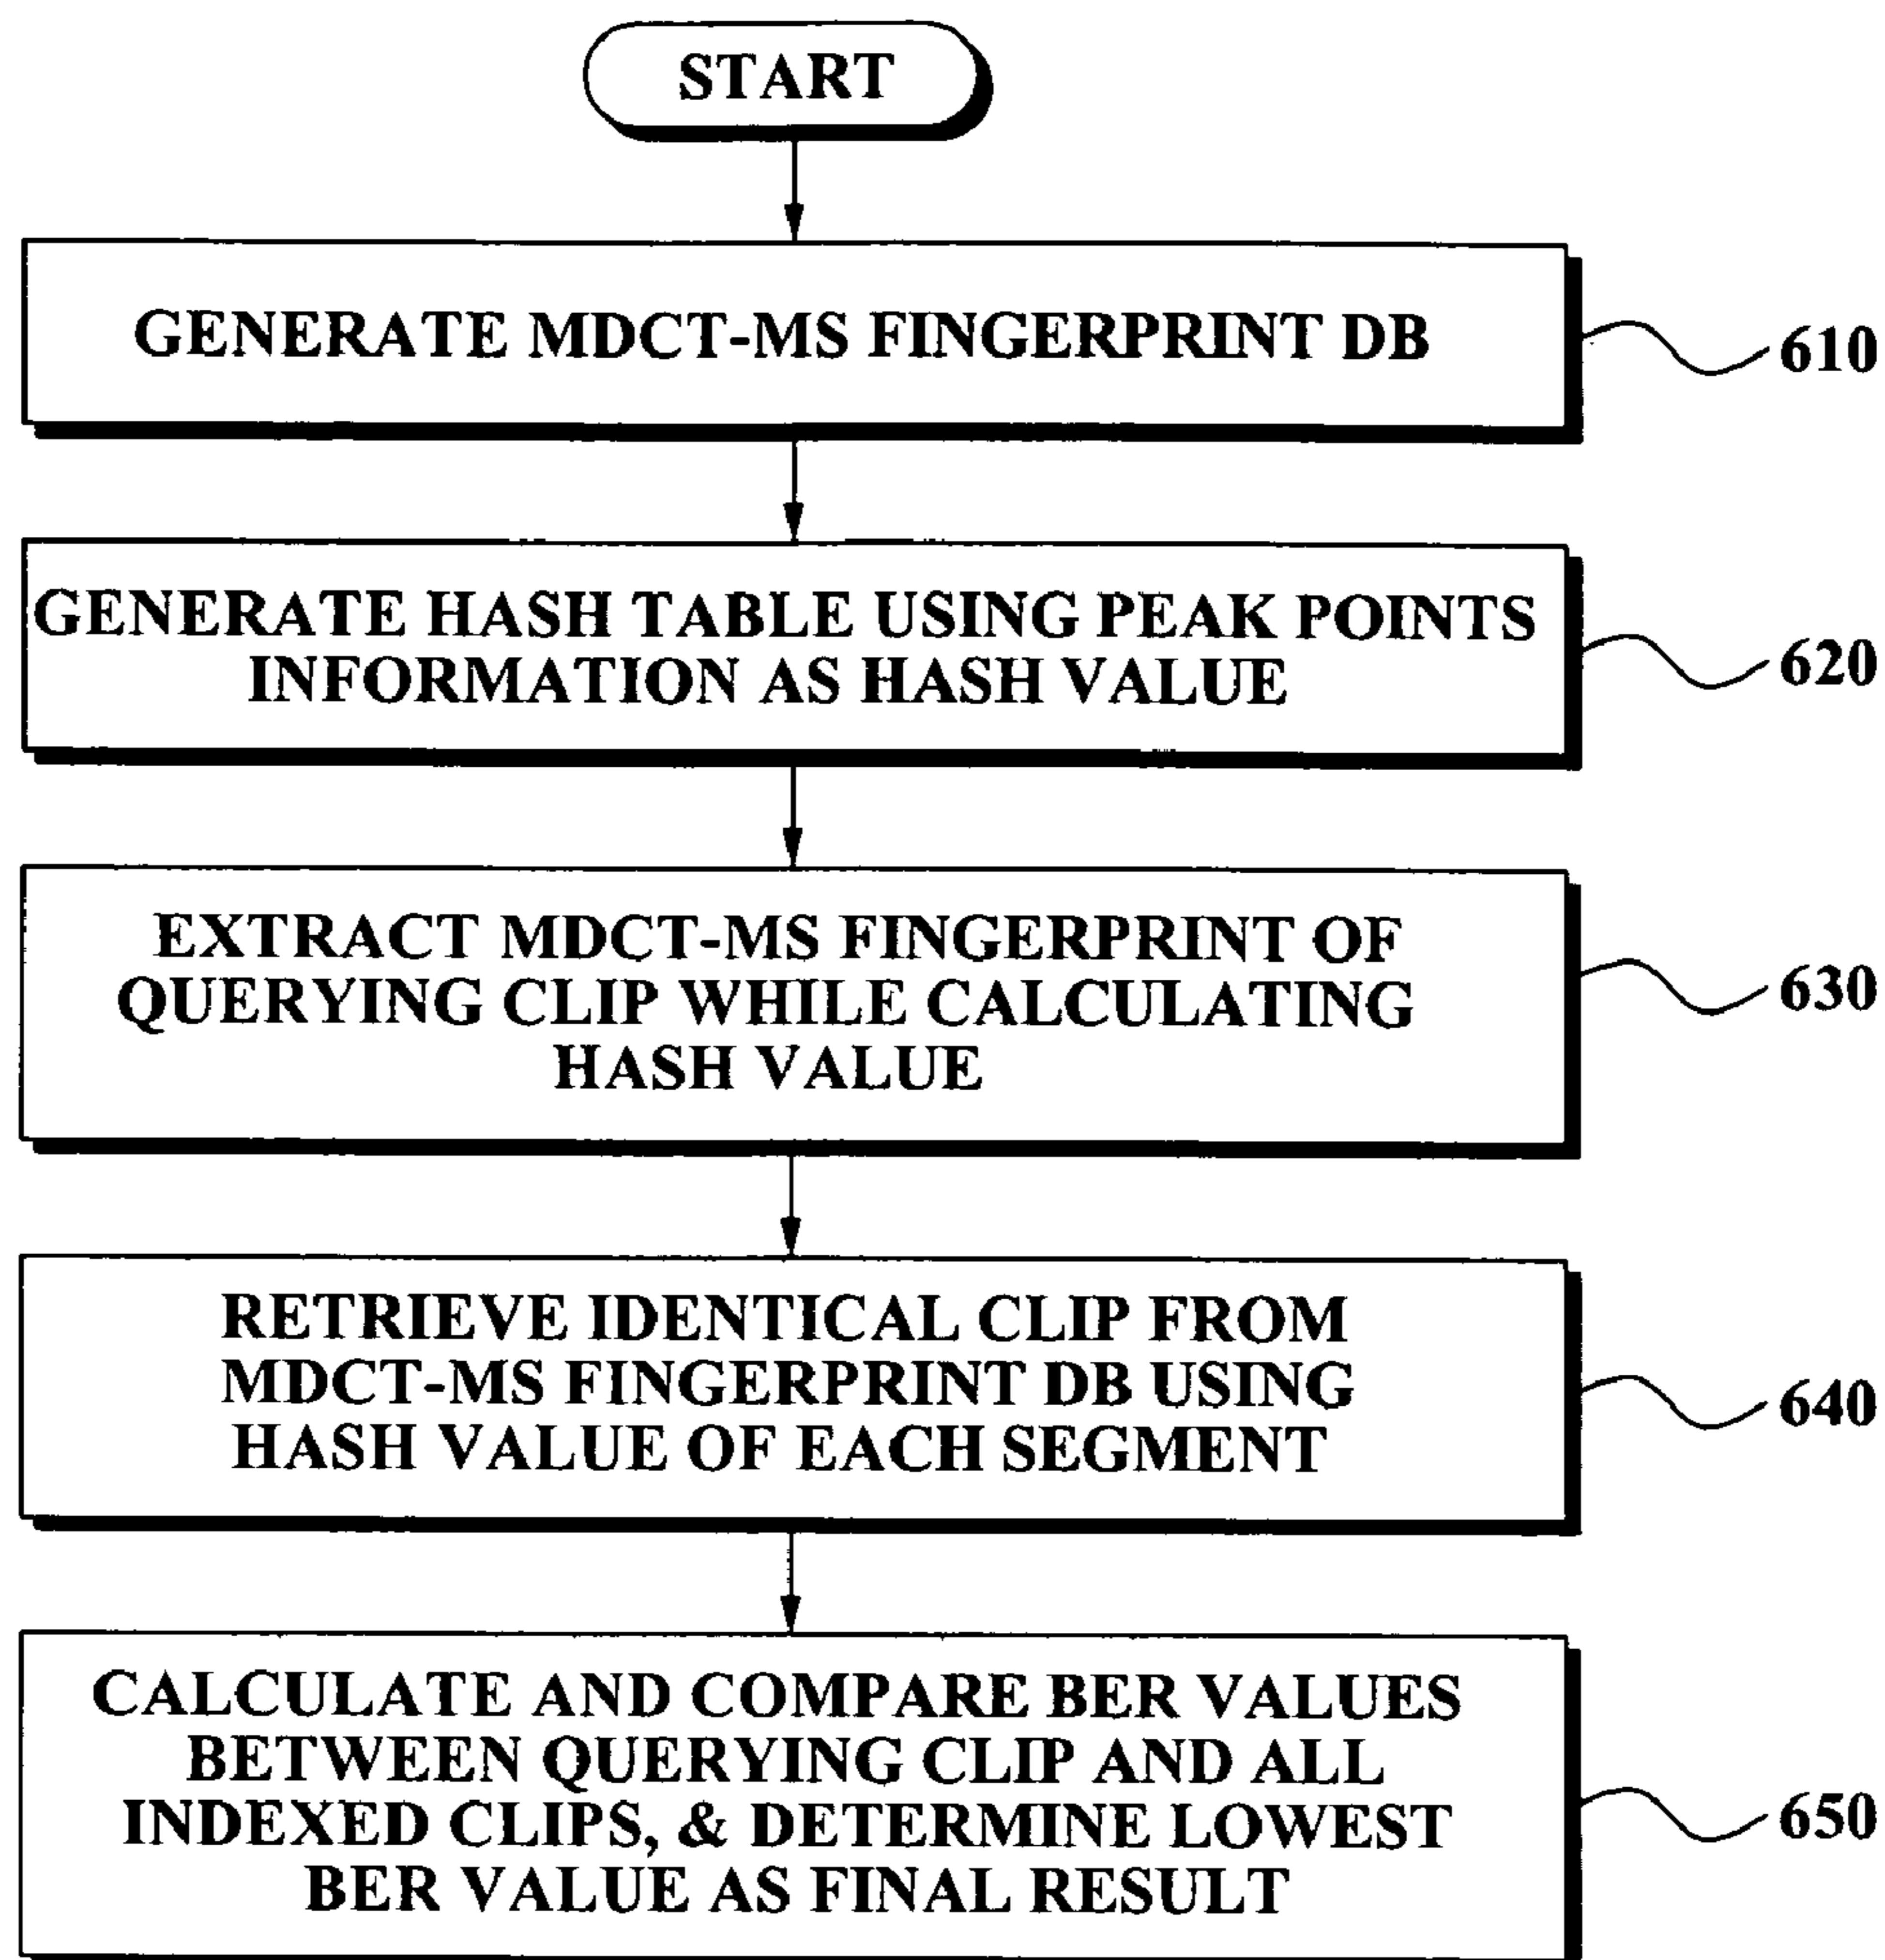 START
GENERATE MDCT-MS FINGERPRINT DB
610
GENERATE HASH TABLE USING PEAK POINTS
INFORMATION AS HASH VALUE
620
EXTRACT MDCT-MS FINGERPRINT OF
QUERYING CLIP WHILE CALCULATING
HASH VALUE
630
RETRIEVE IDENTICAL CLIP FROM
MDCT-MS FINGERPRINT DB USING
HASH VALUE OF EACH SEGMENT
640
CALCULATE AND COMPARE BER VALUES
BETWEEN QUERYING CLIP AND ALL
INDEXED CLIPS, & DETERMINE LOWEST
BER VALUE AS FINAL RESULT
650